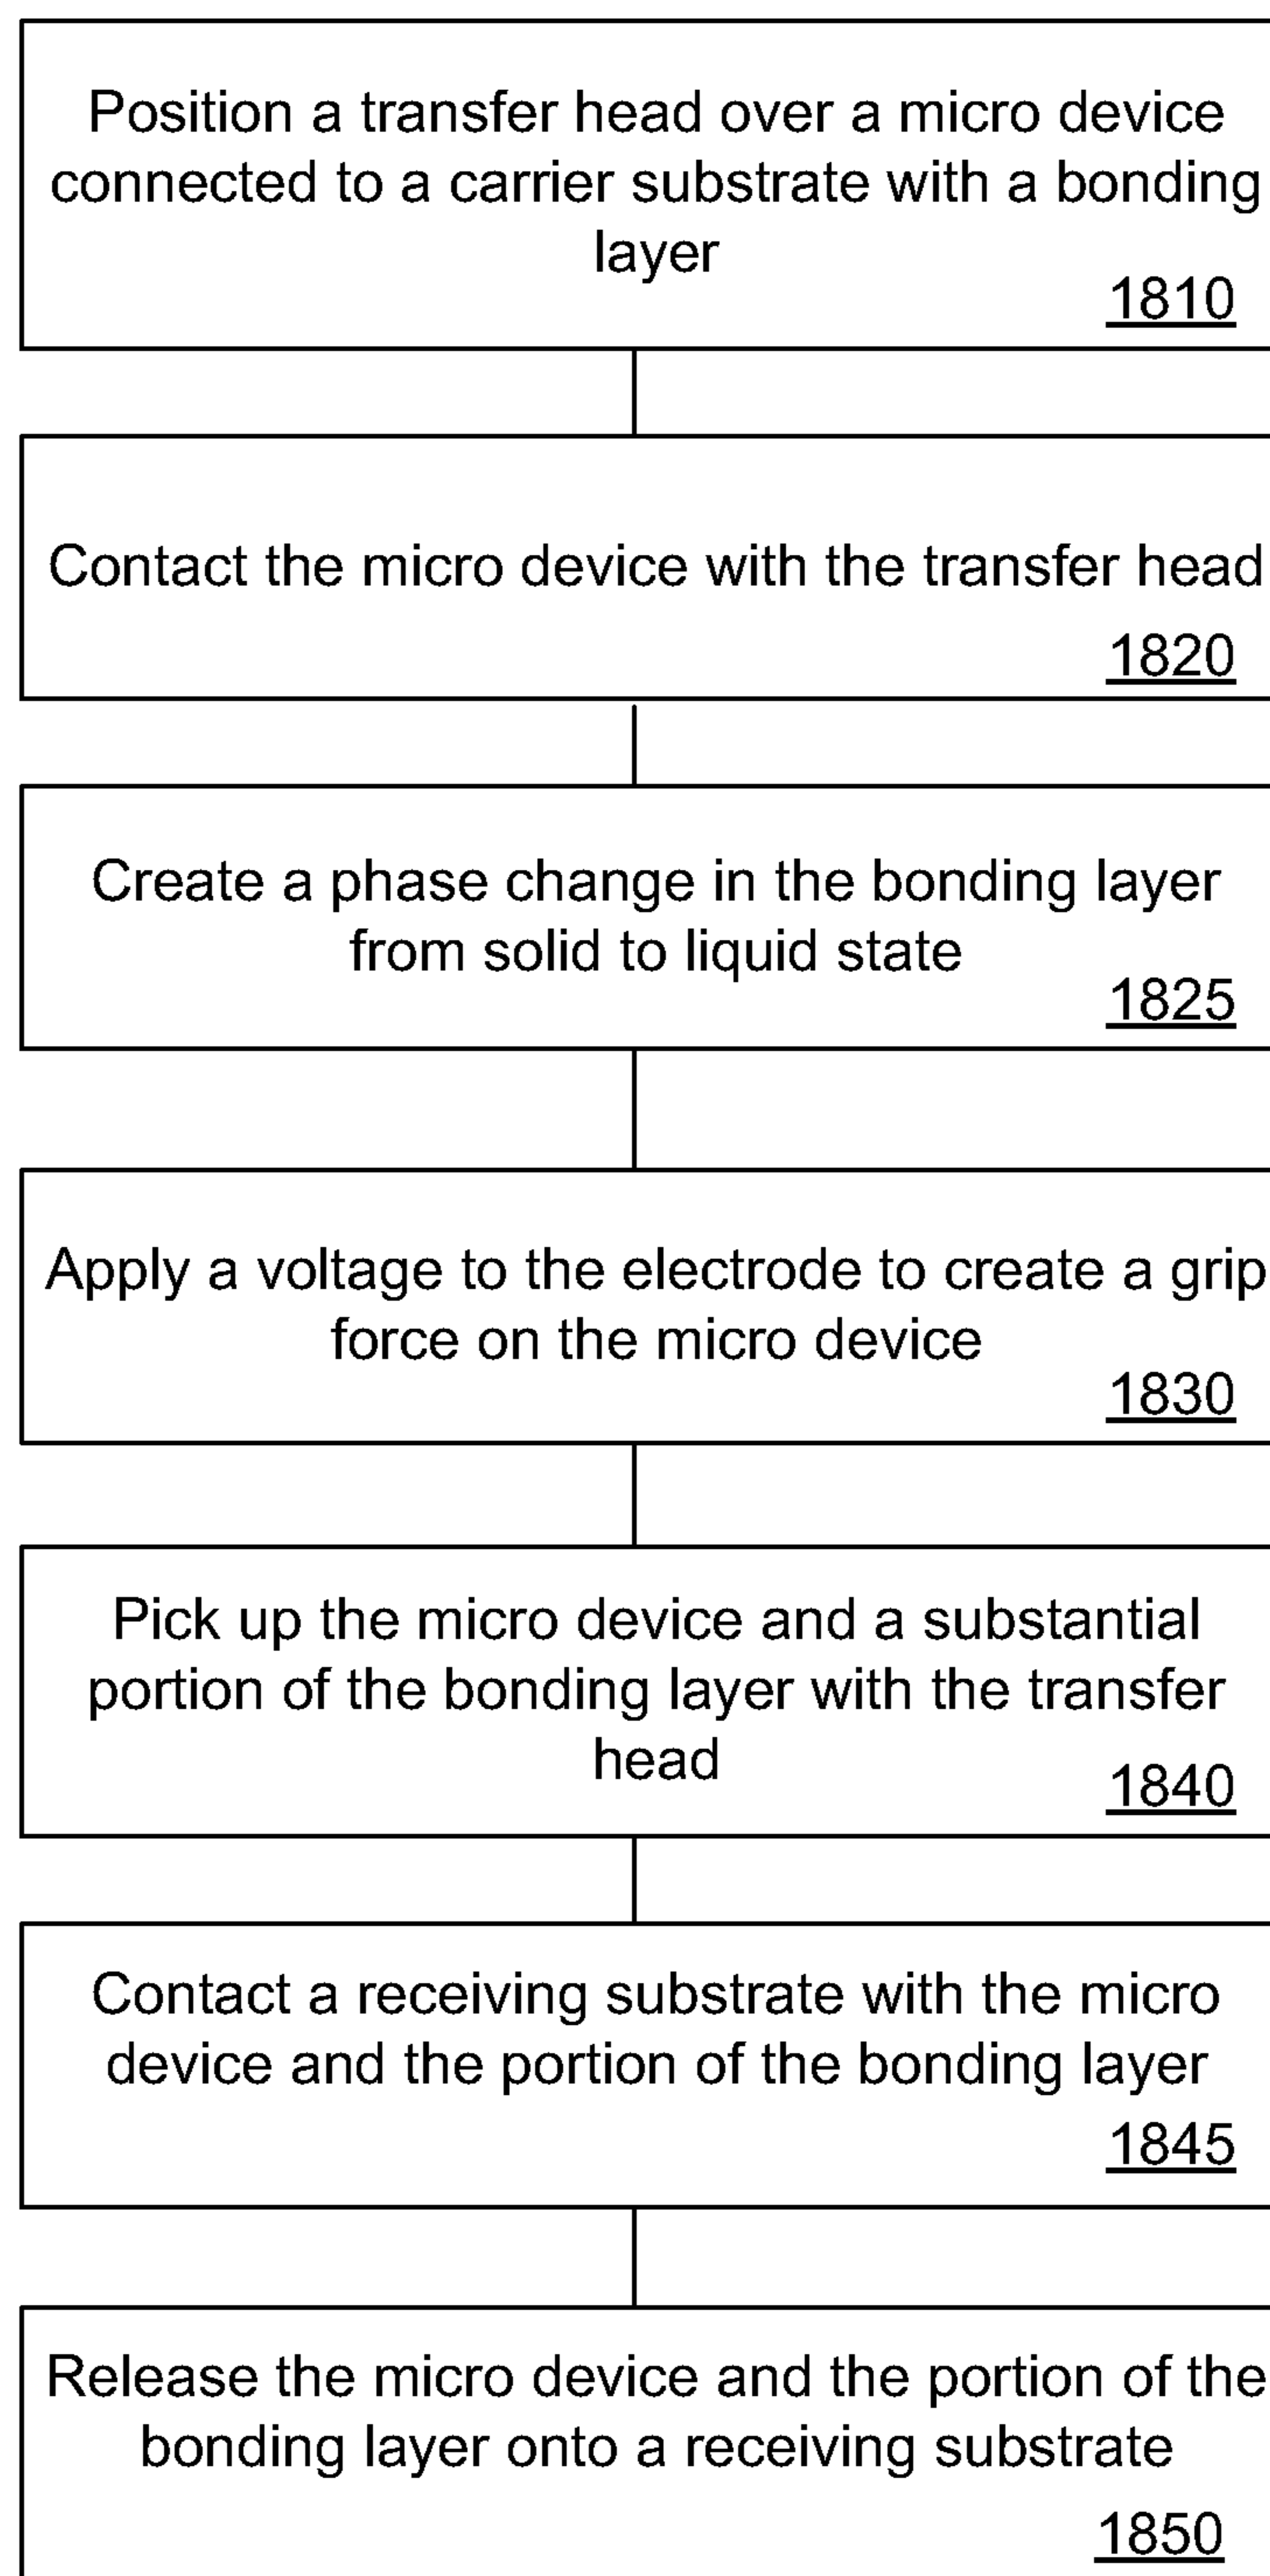 Position a transfer head over a micro device
connected to a carrier substrate with a bonding
layer
1810
Contact the micro device with the transfer head
1820
Create a phase change in the bonding layer
from solid to liquid state
1825
Apply a voltage to the electrode to create a grip
force on the micro device
1830
Pick up the micro device and a substantial
portion of the bonding layer with the transfer
head
1840
Contact a receiving substrate with the micro
device and the portion of the bonding layer
1845
Release the micro device and the portion of the
bonding layer onto a receiving substrate
1850